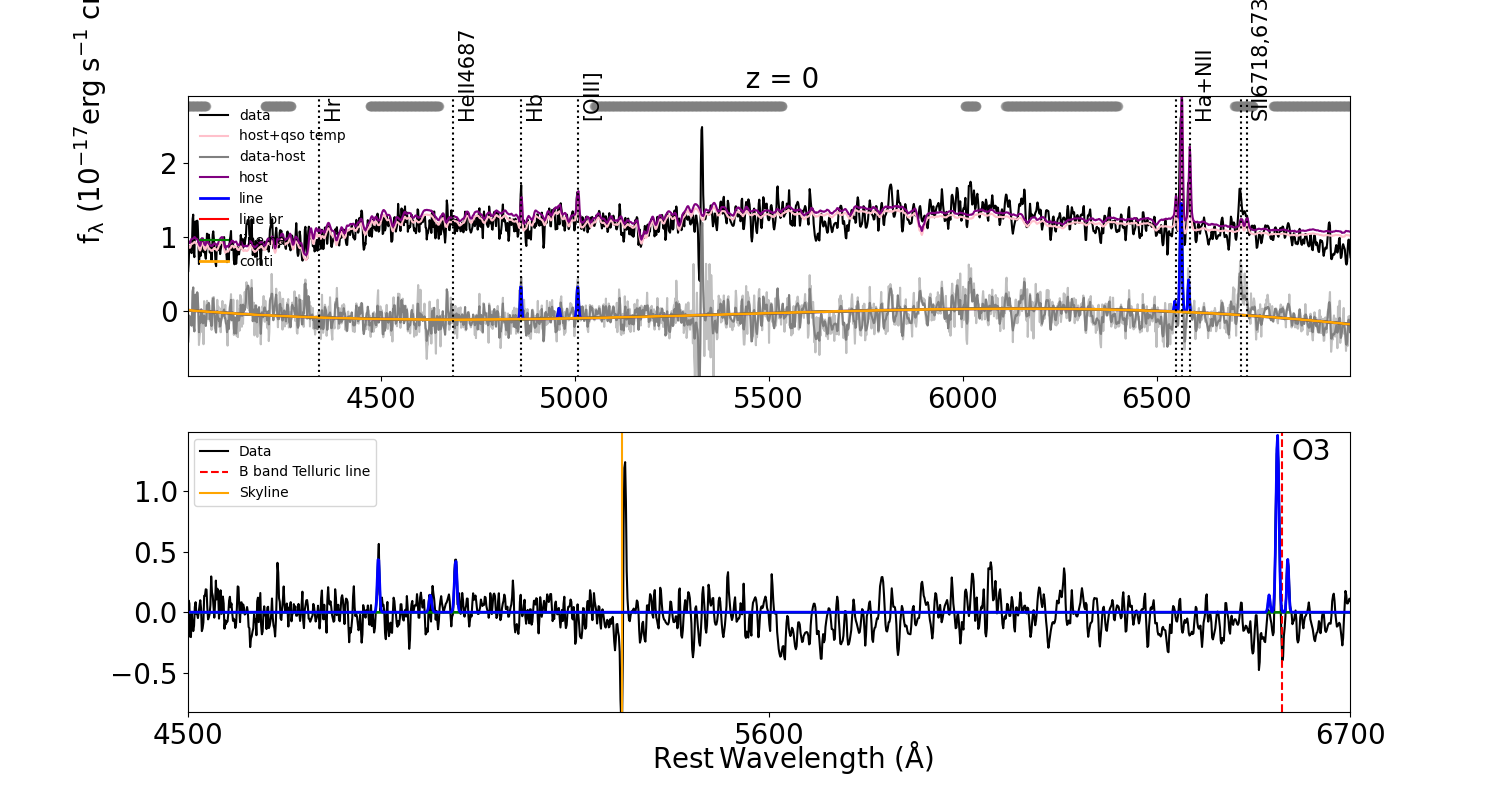 z = 0
fλ (10−17erg s−1 c
Hr
HeII4687
Hb
[OIII]
Ha+NII
SII6718,673
data
host+qso temp
data-host
host
line
line br
conti
2
1
0
4500
5000
5500
6000
6500
Data
B band Telluric line
Skyline
O3
1.0
0.5
0.0
−0.5
4500
5600
6700
Rest Wavelength (Å)